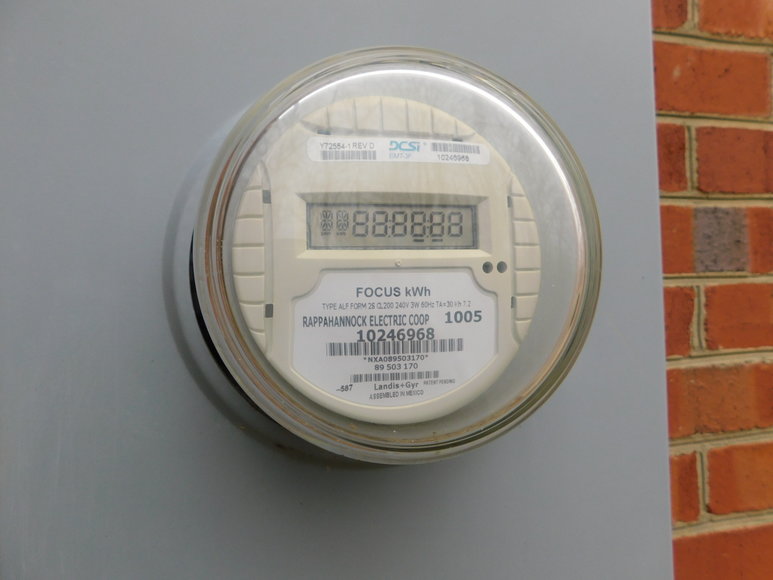 Y72554-1 REV D
DCSI
EMT-3F
10246968
888888
FOCUS kWh
TYPE ALF FORM 2S CL200 240V 3W 60Hz TA=30 kh 7.2
RAPPAHANNOCK ELECTRIC COOP 1005
10246968
*NXA089503170*
89 503 170
-587 Landis+Gyr PATENT PENDING
ASSEMBLED IN MEXICO